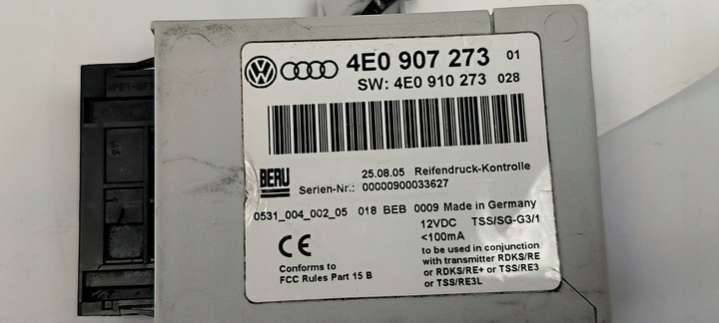 4E0 907 273 01
SW: 4E0 910 273 028
BERU
25.08.05 Reifendruck-Kontrolle
Serien-Nr.: 00000900033627
0531_004_002_05 018 BEB 0009 Made in Germany
12VDC TSS/SG-G3/1
<100mA
CE
Conforms to
FCC Rules Part 15 B
to be used in conjunction
with transmitter RDKS/RE
or RDKS/RE+ or TSS/RE3
or TSS/RE3L